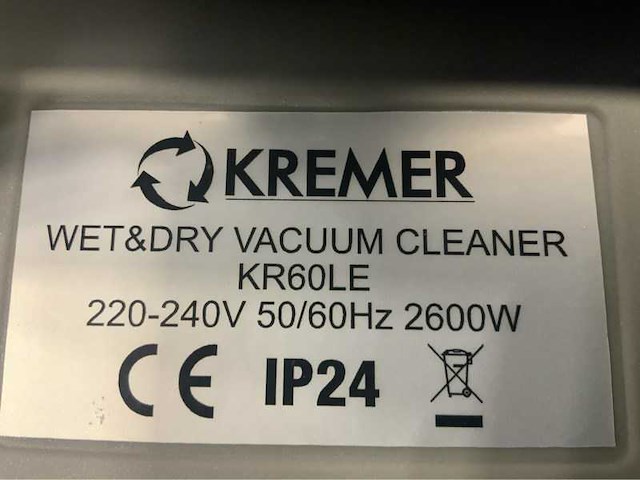 KREMER
WET&DRY VACUUM CLEANER
KR60LE
220-240V 50/60Hz 2600W
CE IP24